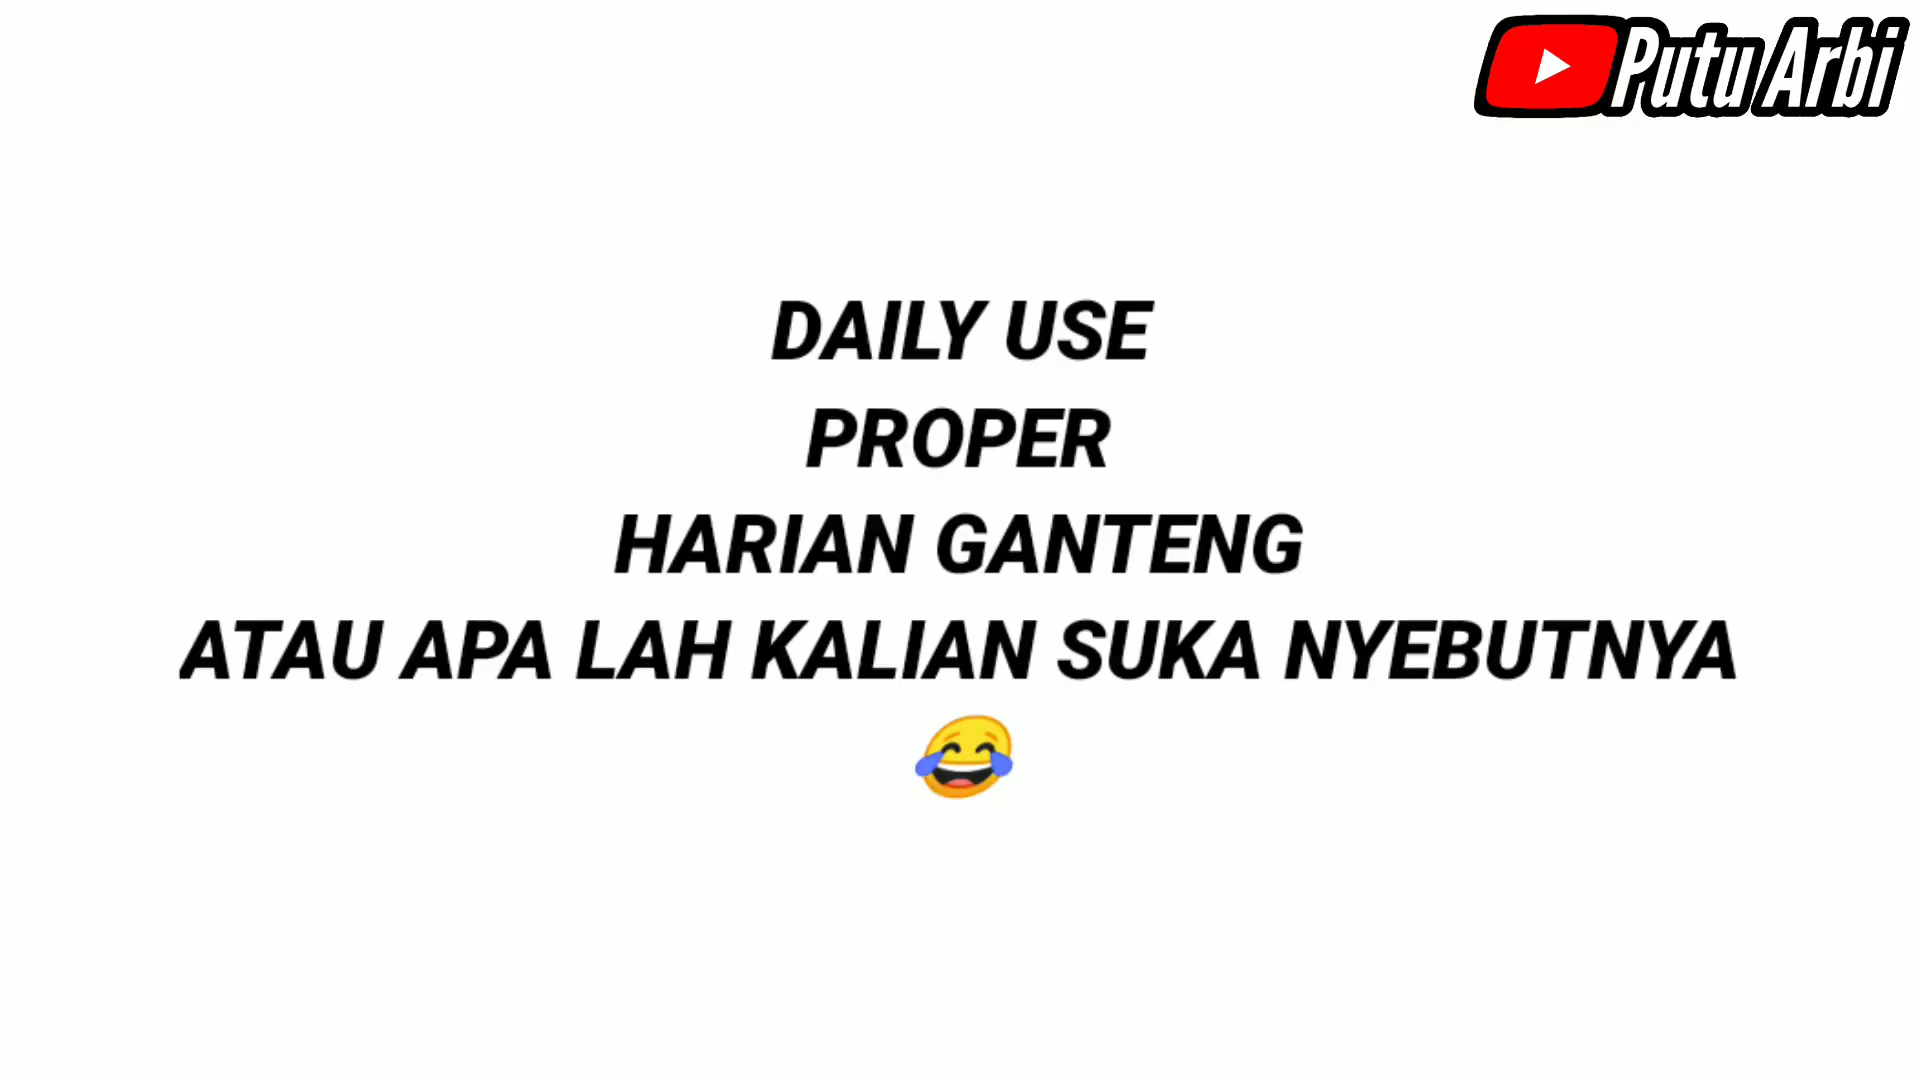 Putu Arbi
DAILY USE
PROPER
HARIAN GANTENG
ATAU APA LAH KALIAN SUKA NYEBUTNYA
😂